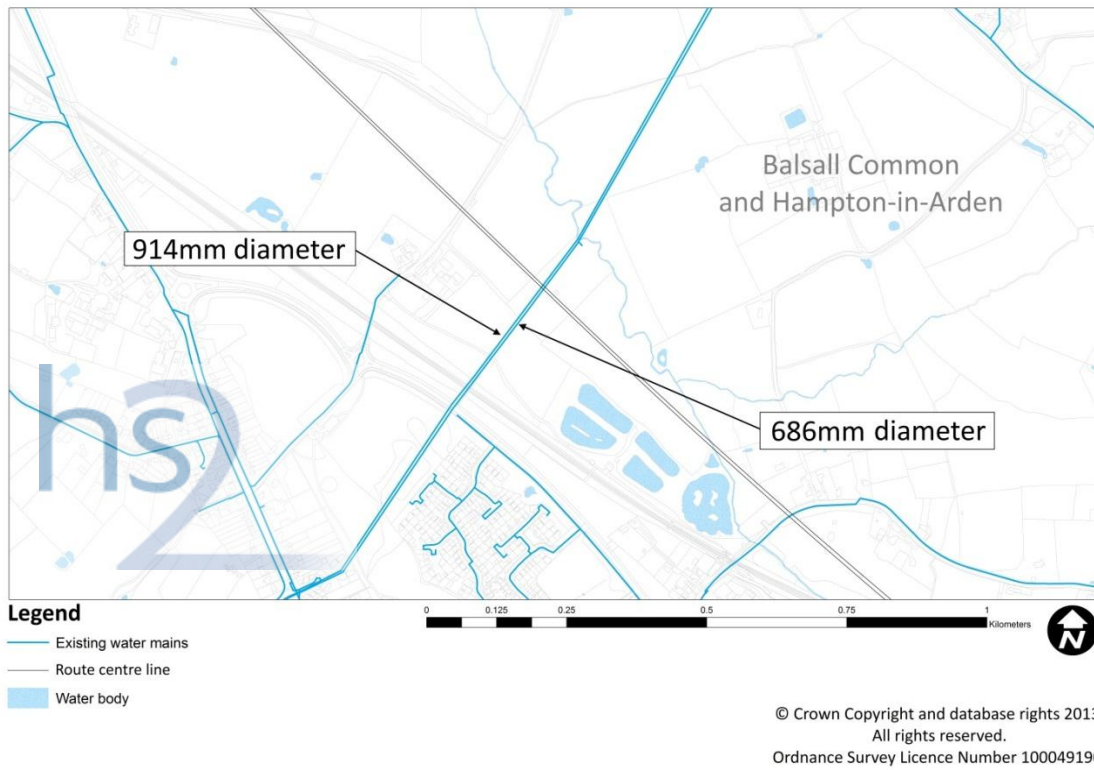 Balsall Common
and Hampton-in-Arden
914mm diameter
686mm diameter
hs2
Legend
Existing water mains
Route centre line
Water body
0 0.125 0.25 0.5 0.75 1
Kilometers
N
© Crown Copyright and database rights 2013
All rights reserved.
Ordnance Survey Licence Number 100049190